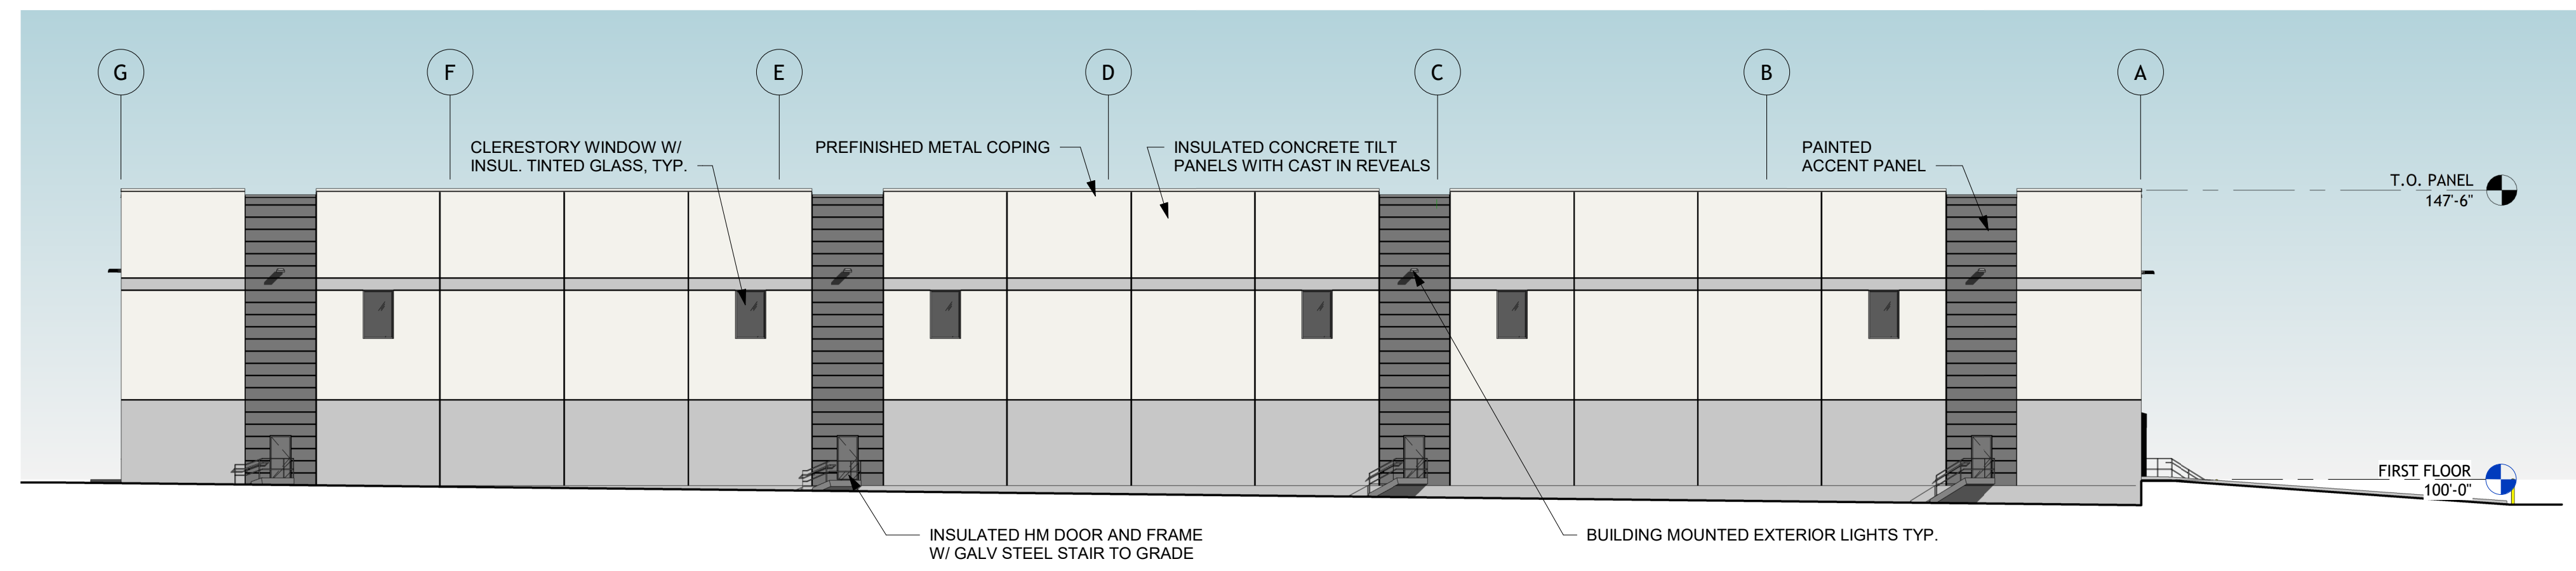 G
F
E
D
C
B
A
CLERESTORY WINDOW W/
INSUL. TINTED GLASS, TYP.
PREFINISHED METAL COPING
INSULATED CONCRETE TILT
PANELS WITH CAST IN REVEALS
PAINTED
ACCENT PANEL
T.O. PANEL
147'-6"
FIRST FLOOR
100'-0"
INSULATED HM DOOR AND FRAME
W/ GALV STEEL STAIR TO GRADE
BUILDING MOUNTED EXTERIOR LIGHTS TYP.